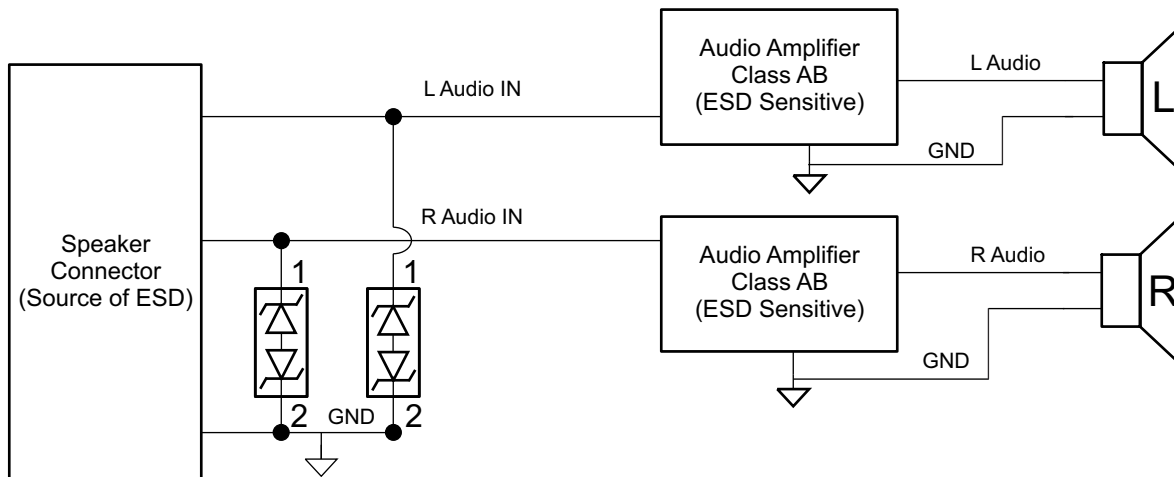 Audio Amplifier
Class AB
(ESD Sensitive)
L Audio IN
L Audio
L
GND
R Audio IN
Speaker
Connector
(Source of ESD)
1
1
Audio Amplifier
Class AB
(ESD Sensitive)
R Audio
R
GND
2
GND
2